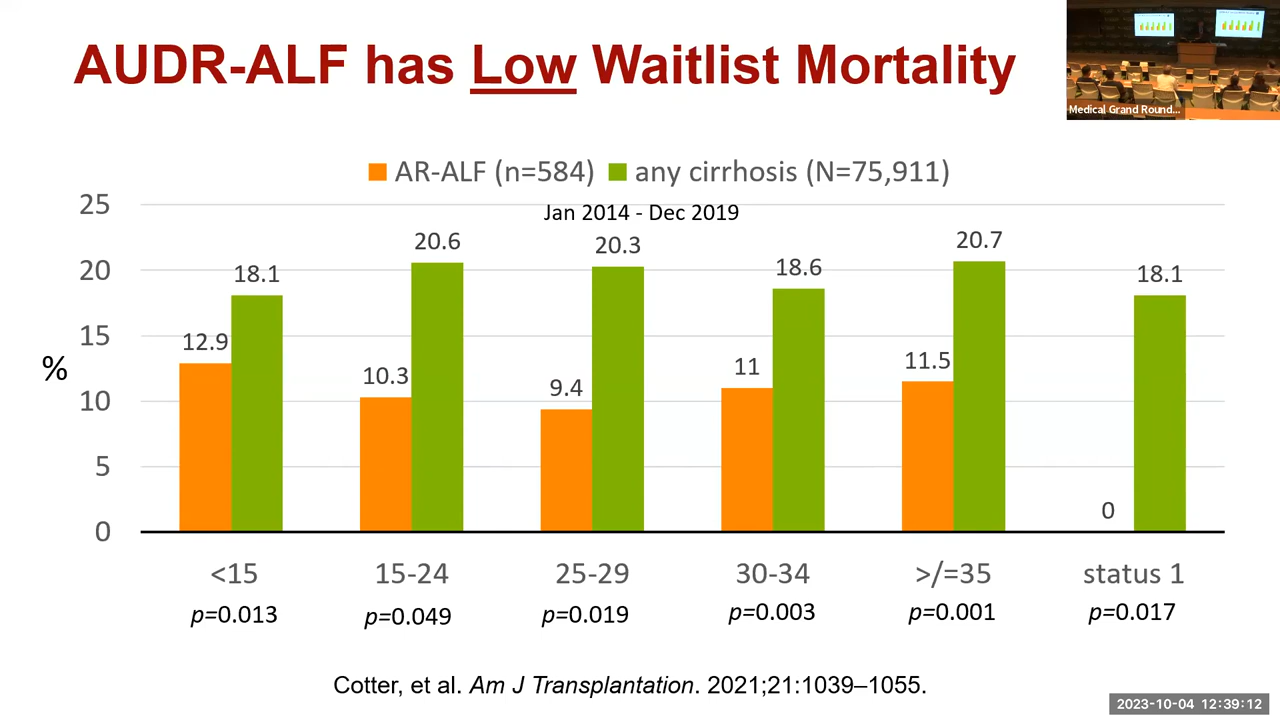 AUDR-ALF has Low Waitlist Mortality
Medical Grand Round...
AR-ALF (n=584) any cirrhosis (N=75,911)
Jan 2014 - Dec 2019
25
20
15
10
5
0
%
12.9 18.1
10.3 20.6
9.4 20.3
11 18.6
11.5 20.7
0 18.1
<15 15-24 25-29 30-34 >/=35 status 1
p=0.013 p=0.049 p=0.019 p=0.003 p=0.001 p=0.017
Cotter, et al. Am J Transplantation. 2021;21:1039–1055.
2023-10-04 12:39:12